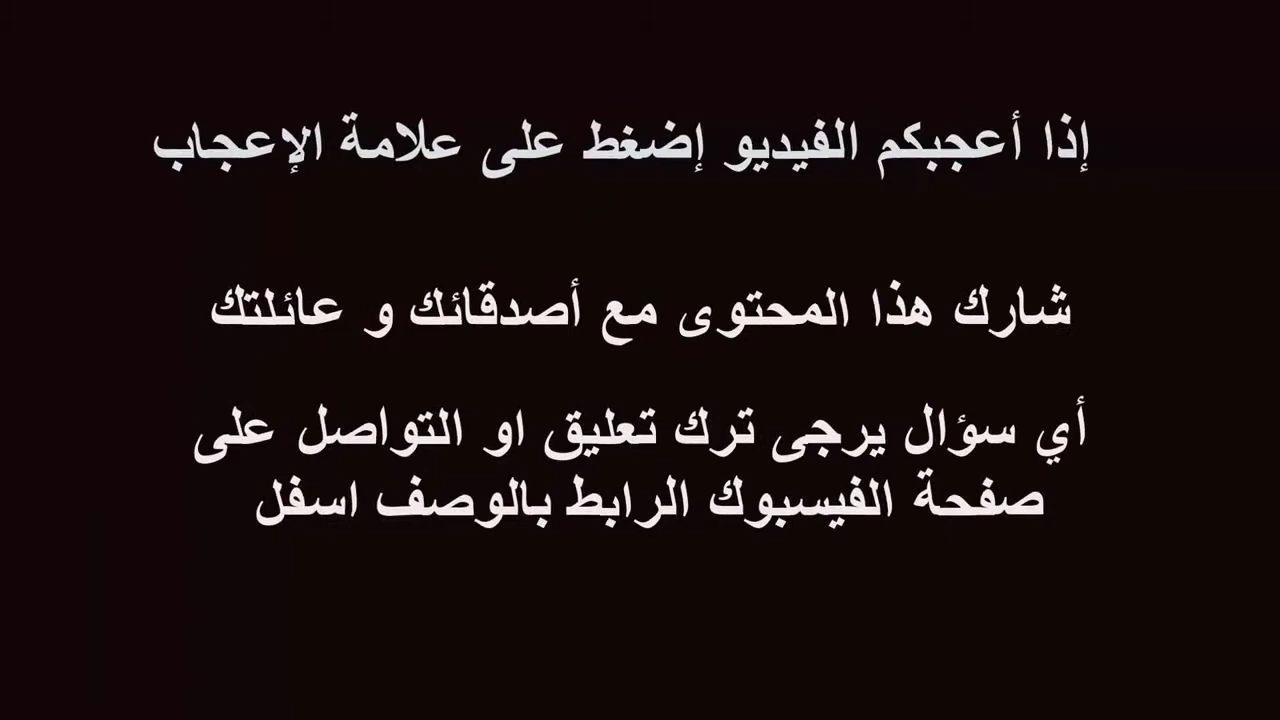 إذا أعجبكم الفيديو إضغط على علامة الإعجاب
شارك هذا المحتوى مع أصدقائك و عائلتك
أي سؤال يرجى ترك تعليق او التواصل على
صفحة الفيسبوك الرابط بالوصف اسفل